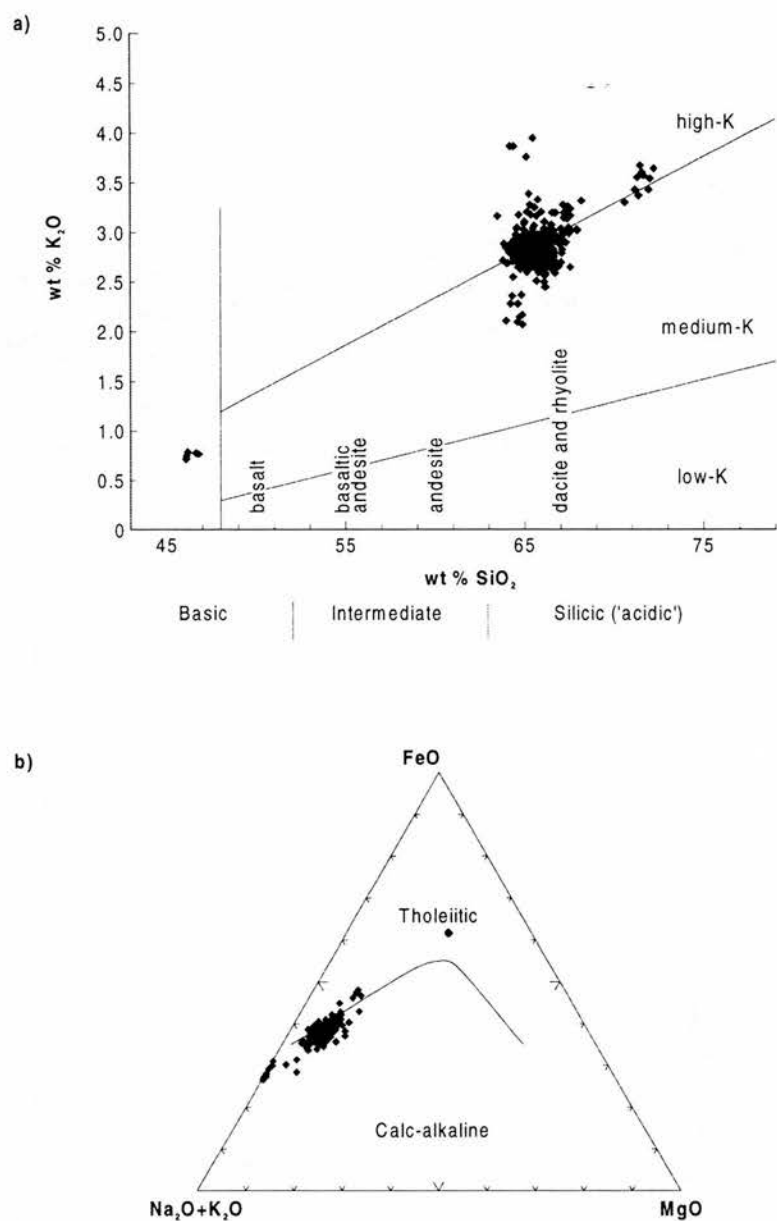 a)
5.0
4.5
4.0
3.5
3.0
2.5
2.0
1.5
1.0
0.5
0
wt % K₂O
high-K
medium-K
low-K
basalt
basaltic
andesite
andesite
dacite and rhyolite
45
55
65
75
wt % SiO₂
Basic
Intermediate
Silicic ('acidic')
b)
FeO
Tholeiitic
Calc-alkaline
Na₂O+K₂O
MgO